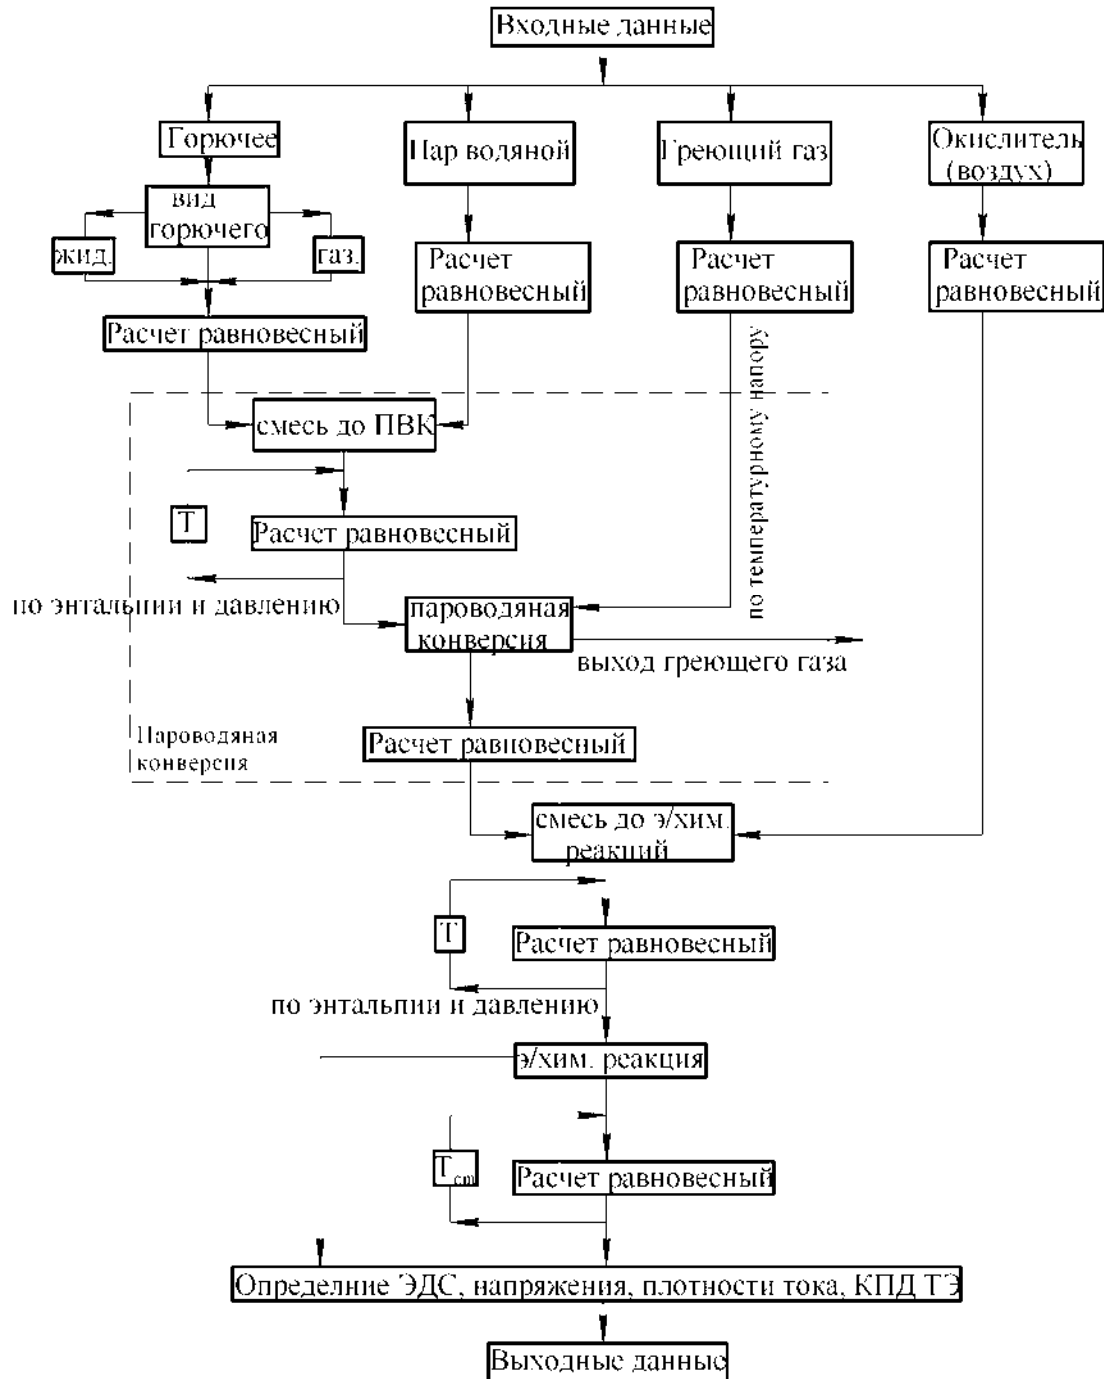 Входные данные
Горючее
Пар водяной
Греющий газ
Окислитель
(воздух)
вид
горючего
жид.
газ.
Расчет
равновесный
Расчет
равновесный
Расчет
равновесный
Расчет равновесный
по температурному напору
смесь до ПВК
Т
Расчет равновесный
по энтальпии и давлению
пароводяная
конверсия
выход греющего газа
Расчет равновесный
Пароводяная
конверсия
смесь до э/хим.
реакций
Т
Расчет равновесный
по энтальпии и давлению
э/хим. реакция
Тст
Расчет равновесный
Определние ЭДС, напряжения, плотности тока, КПД ТЭ
Выходные данные